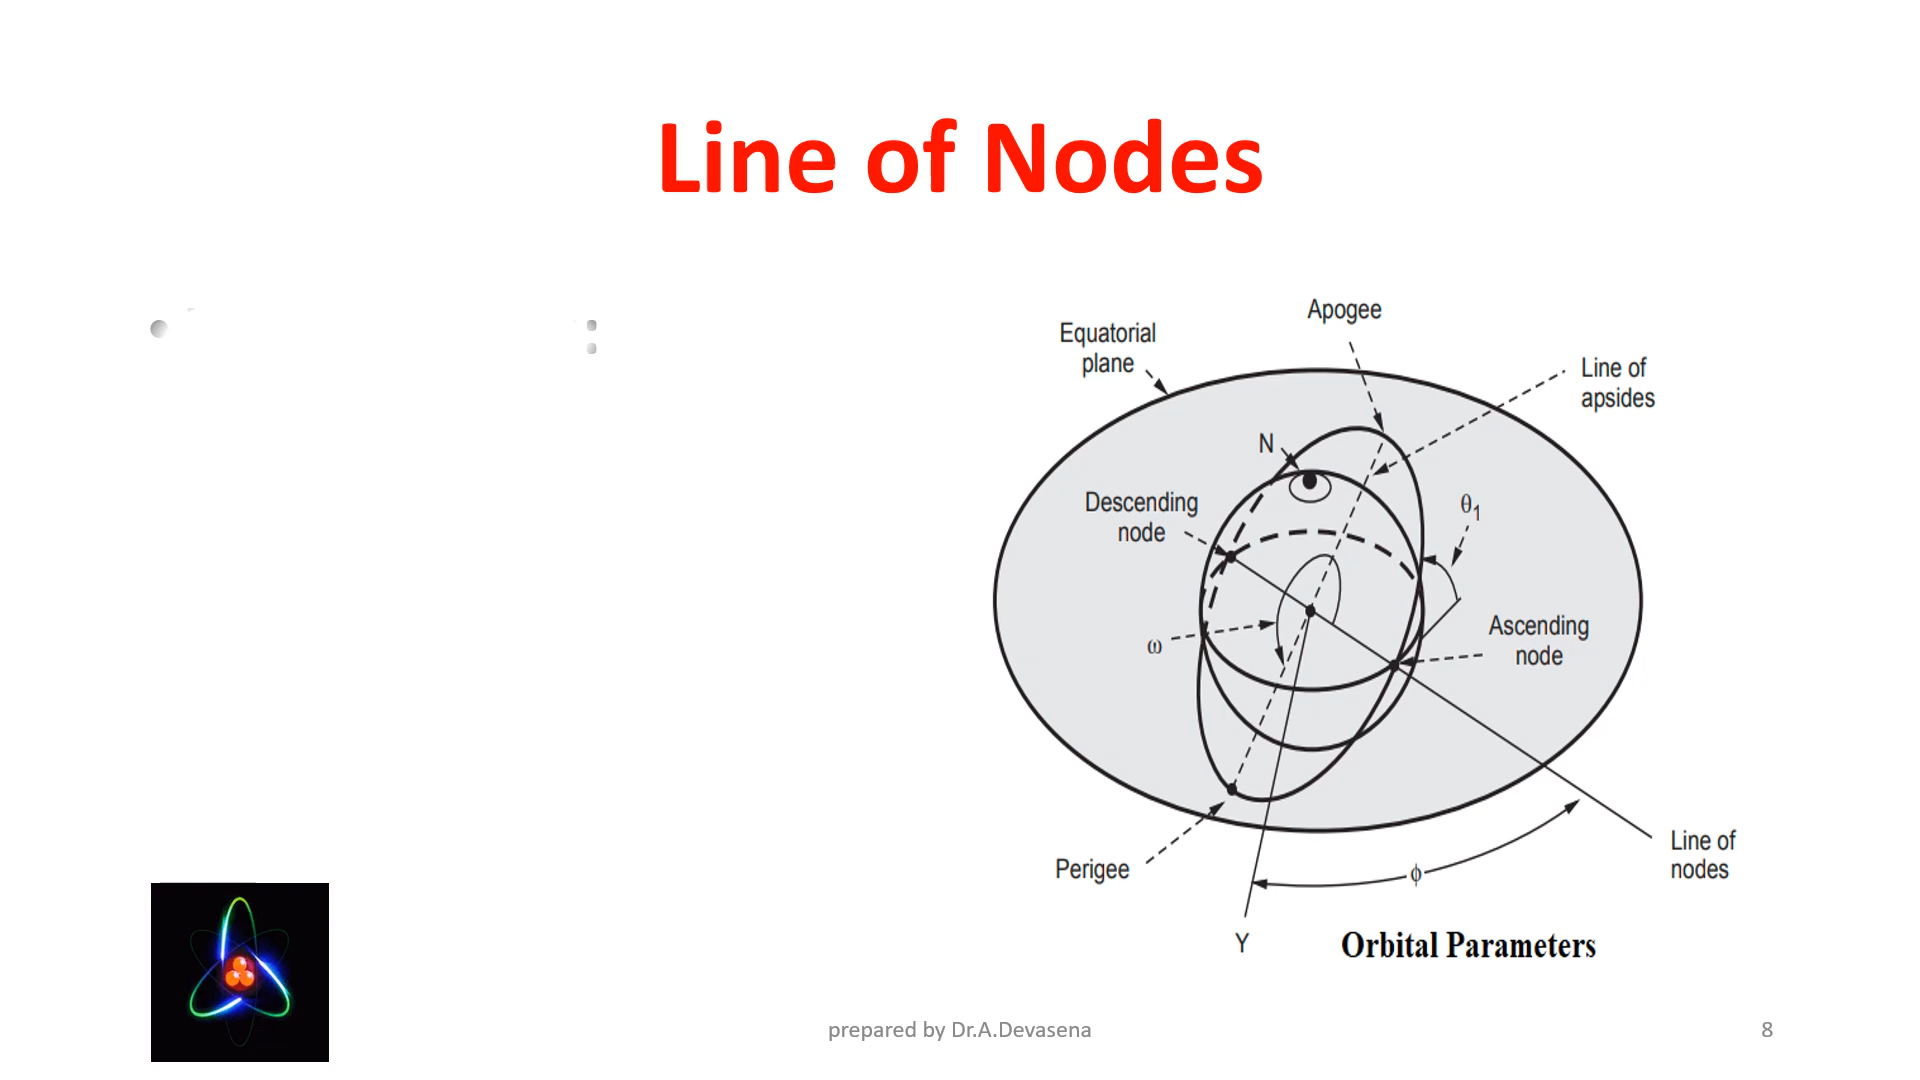 Line of Nodes
Apogee
Equatorial
plane
Line of
apsides
N
Descending
node
θ1
Ascending
node
ω
Line of
nodes
Perigee
ϕ
Y
Orbital Parameters
prepared by Dr.A.Devasena
8